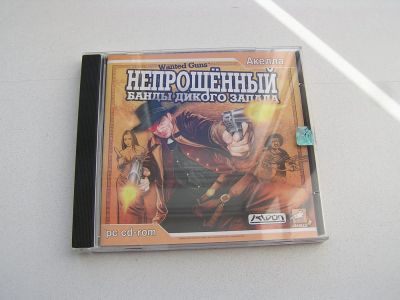 Wanted Guns
Акелла
НЕПРОЩЁННЫЙ
БАНДЫ ДИКОГО ЗАПАДА
pc cd-rom